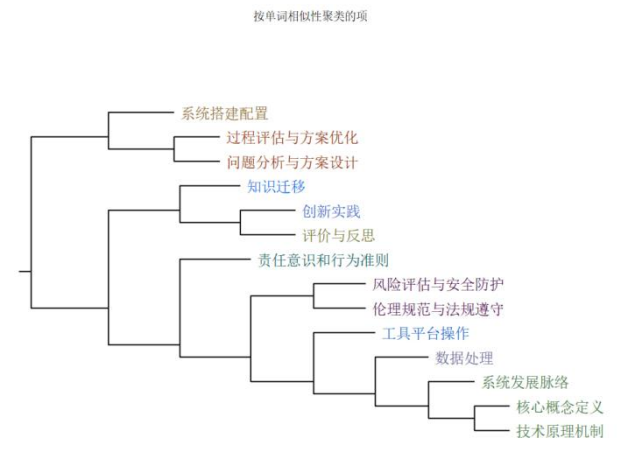 按单词相似性聚类的项
系统搭建配置
过程评估与方案优化
问题分析与方案设计
知识迁移
创新实践
评价与反思
责任意识和行为准则
风险评估与安全防护
伦理规范与法规遵守
工具平台操作
数据处理
系统发展脉络
核心概念定义
技术原理机制